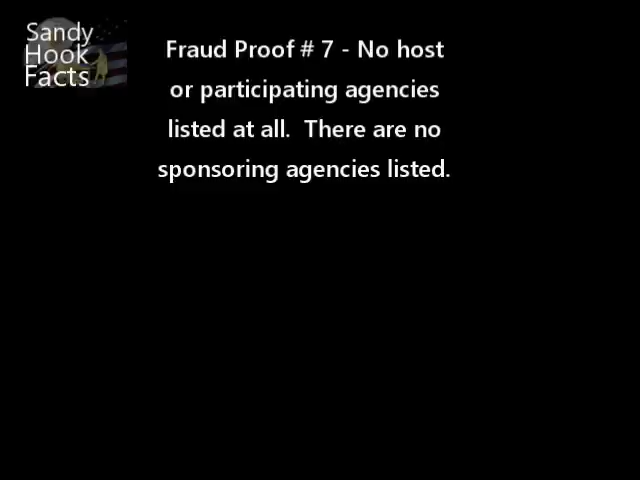 Sandy
Hook
Facts
Fraud Proof # 7 - No host
or participating agencies
listed at all.  There are no
sponsoring agencies listed.